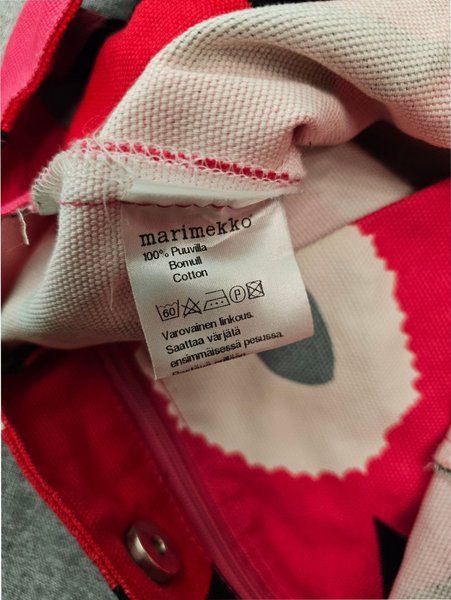 marimekko
100% Puuvilla
Bomull
Cotton
60 P
Varovainen linkous.
Saattaa värjätä
ensimmäisessä pesussa.